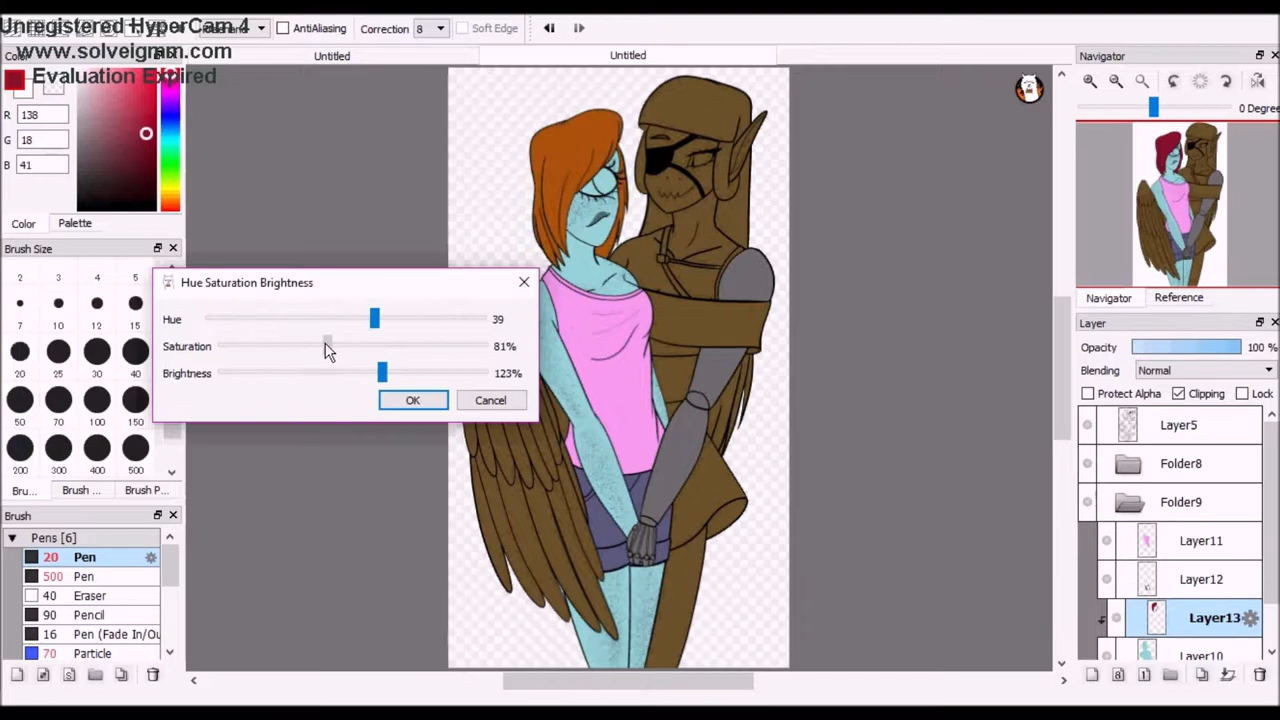 Unregistered HyperCam 4
AntiAliasing
Correction 8
Soft Edge
www.solveigmm.com
Untitled
Untitled
Navigator
Evaluation Expired
R 138
G 18
B 41
0 Degree
Color
Palette
Brush Size
2 3 4 5
7 10 12 15
20 25 30 40
50 70 100 150
200 300 400 500
Bru...
Brush ...
Brush P...
Brush
Pens [6]
20 Pen
500 Pen
40 Eraser
90 Pencil
16 Pen (Fade In/Ou
70 Particle
Hue Saturation Brightness
Hue 39
Saturation 81%
Brightness 123%
OK
Cancel
Navigator
Reference
Layer
Opacity 100 %
Blending Normal
Protect Alpha
Clipping
Lock
Layer5
Folder8
Folder9
Layer11
Layer12
Layer13
Layer10